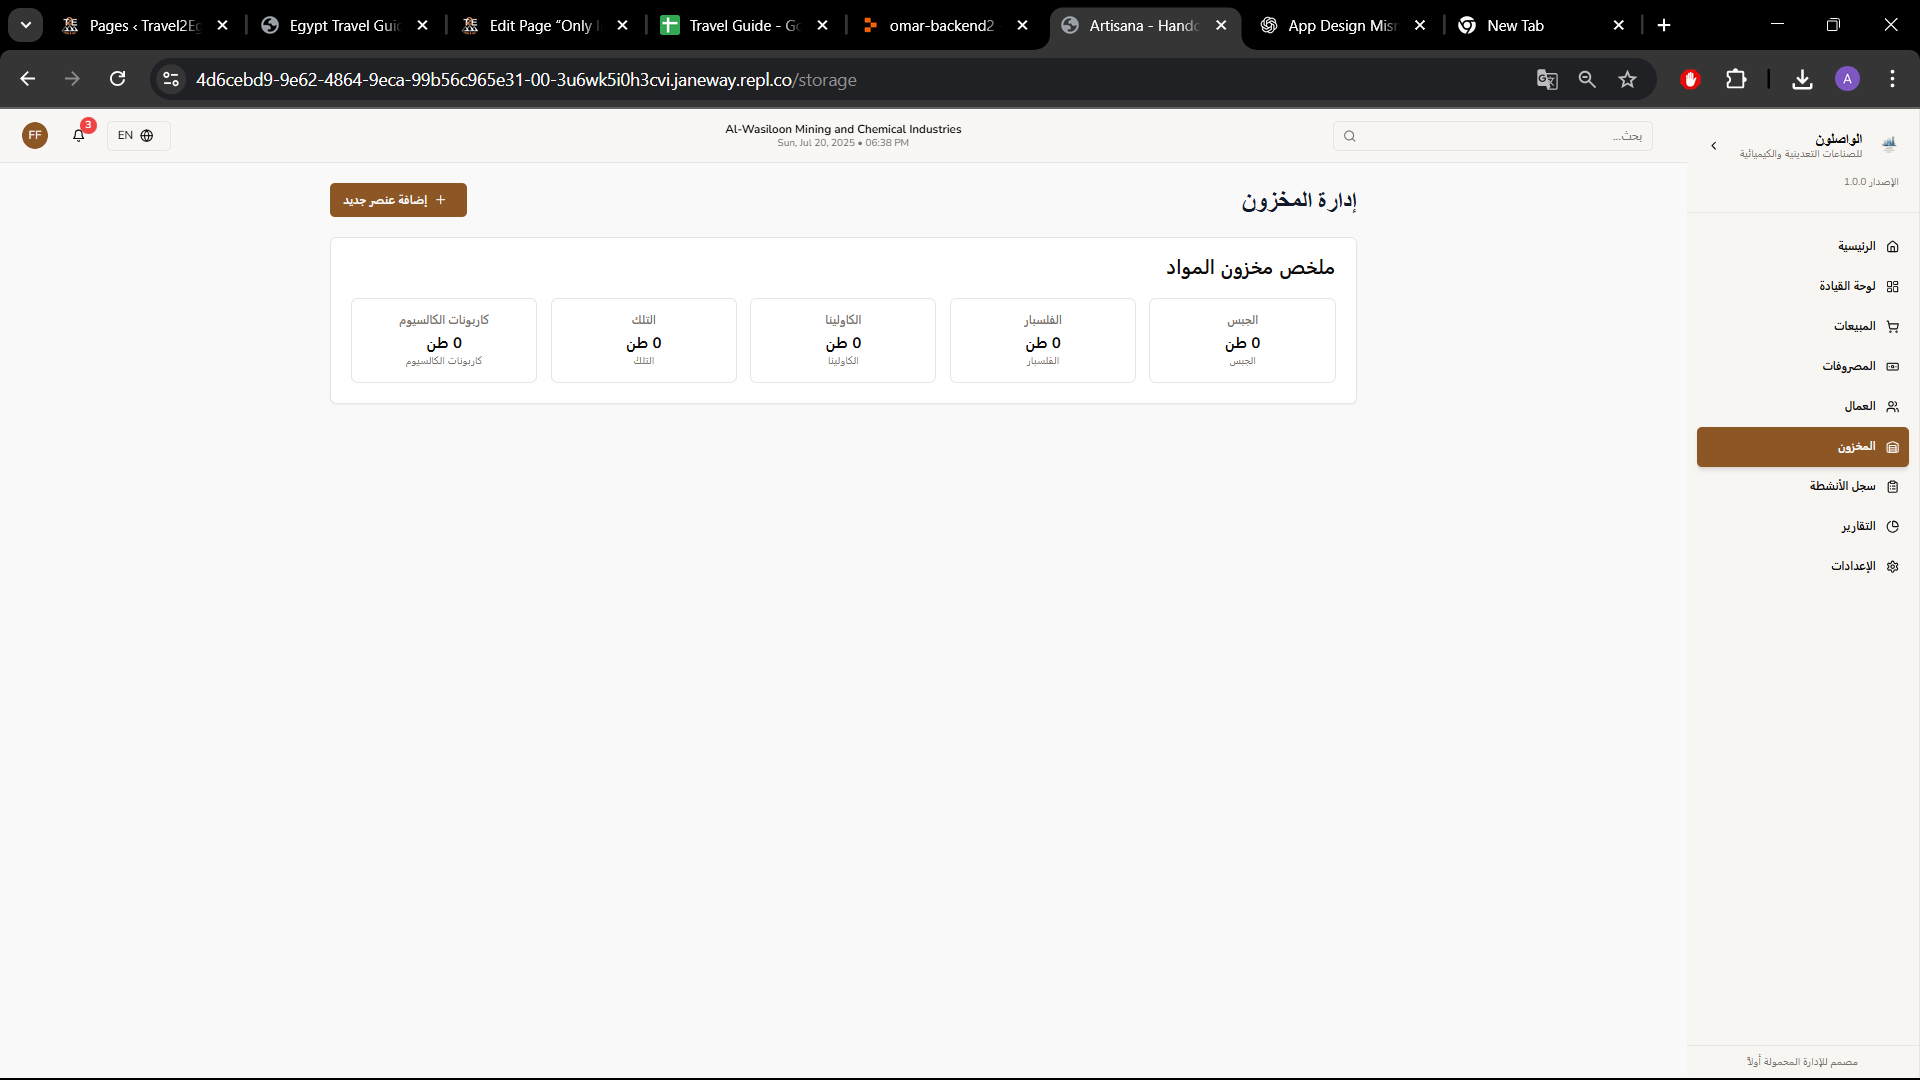 Pages ‹ Travel2Eg
Egypt Travel Guid
Edit Page “Only
Travel Guide - Go
omar-backend2 -
Artisana - Handc
App Design Misn
New Tab
4d6cebd9-9e62-4864-9eca-99b56c965e31-00-3u6wk5i0h3cvi.janeway.repl.co/storage
A
FF
3
EN
Al-Wasiloon Mining and Chemical Industries
Sun, Jul 20, 2025 • 06:38 PM
بحث...
الواصلون
للصناعات التعدينية والكيميائية
الإصدار 1.0.0
إدارة المخزون
إضافة عنصر جديد
ملخص مخزون المواد
الجبس
0 طن
الجبس
الفلسبار
0 طن
الفلسبار
الكاولينا
0 طن
الكاولينا
التلك
0 طن
التلك
كاربونات الكالسيوم
0 طن
كاربونات الكالسيوم
الرئيسية
لوحة القيادة
المبيعات
المصروفات
العمال
المخزون
سجل الأنشطة
التقارير
الإعدادات
مصمم للإدارة المحمولة أولاً